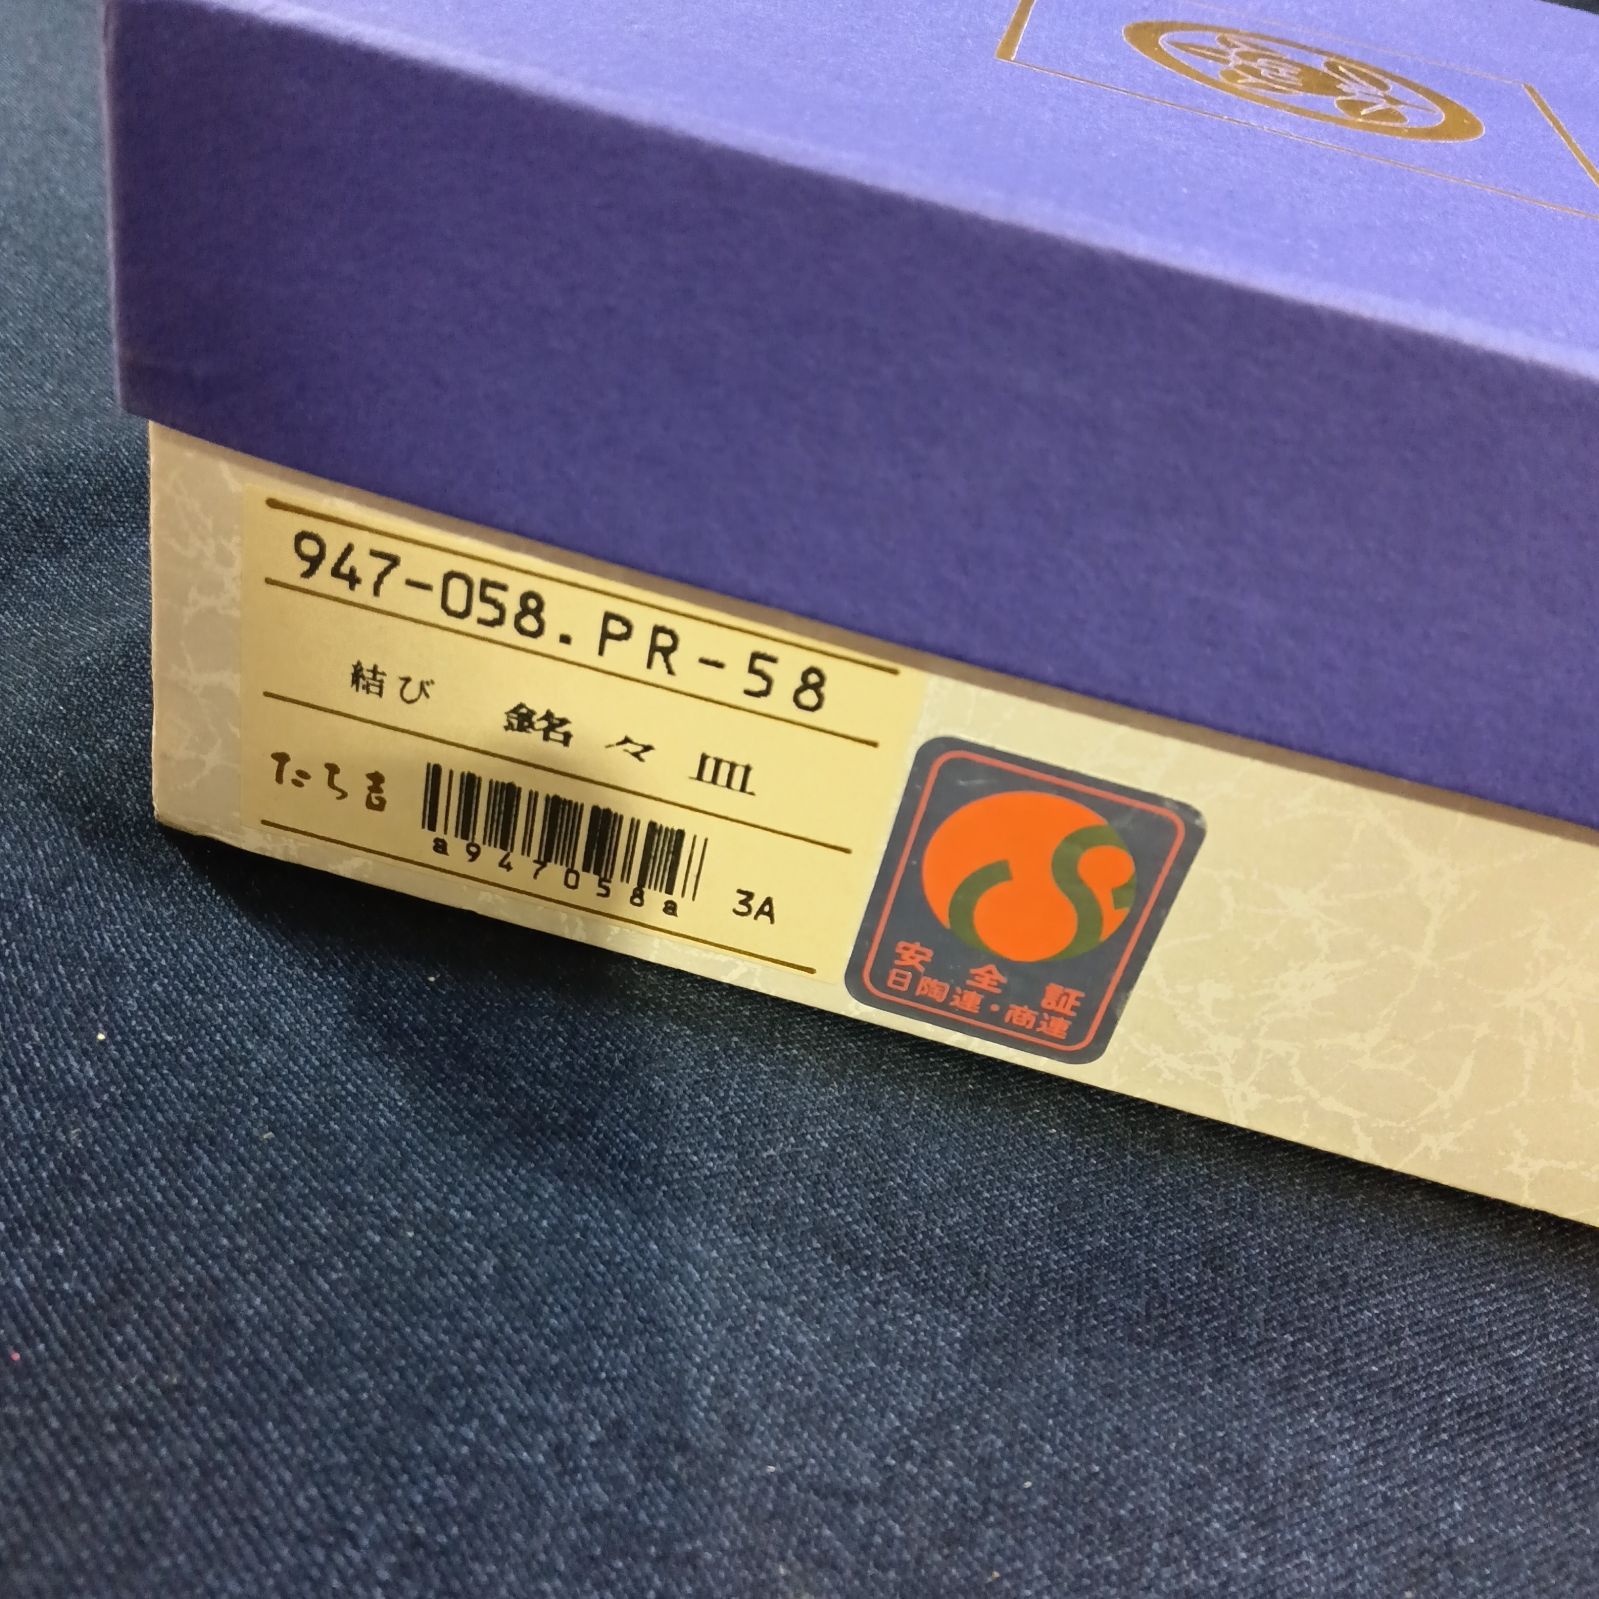 947-058.PR-58
結び 銘々皿
たち吉
a947058a 3A
安全証
日陶連・商連